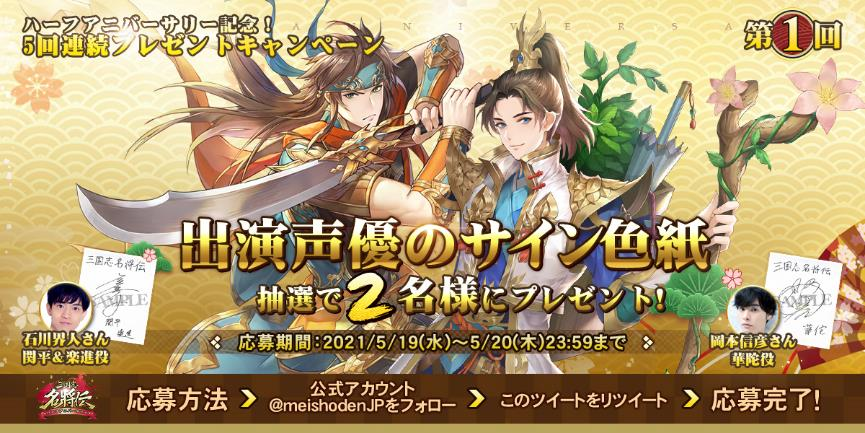 ハーフアニバーサリー記念！
5回連続プレゼントキャンペーン
第1回
出演声優のサイン色紙
抽選で2名様にプレゼント!
三国志名将伝
SAMPLE
関平
楽進
石川界人さん
関平＆楽進役
三国志名将伝
SAMPLE
華佗
岡本信彦さん
華陀役
応募期間：2021/5/19(水)～5/20(木)23:59まで
三国志
名将伝
応募方法
公式アカウント
@meishodenJPをフォロー
このツイートをリツイート
応募完了!